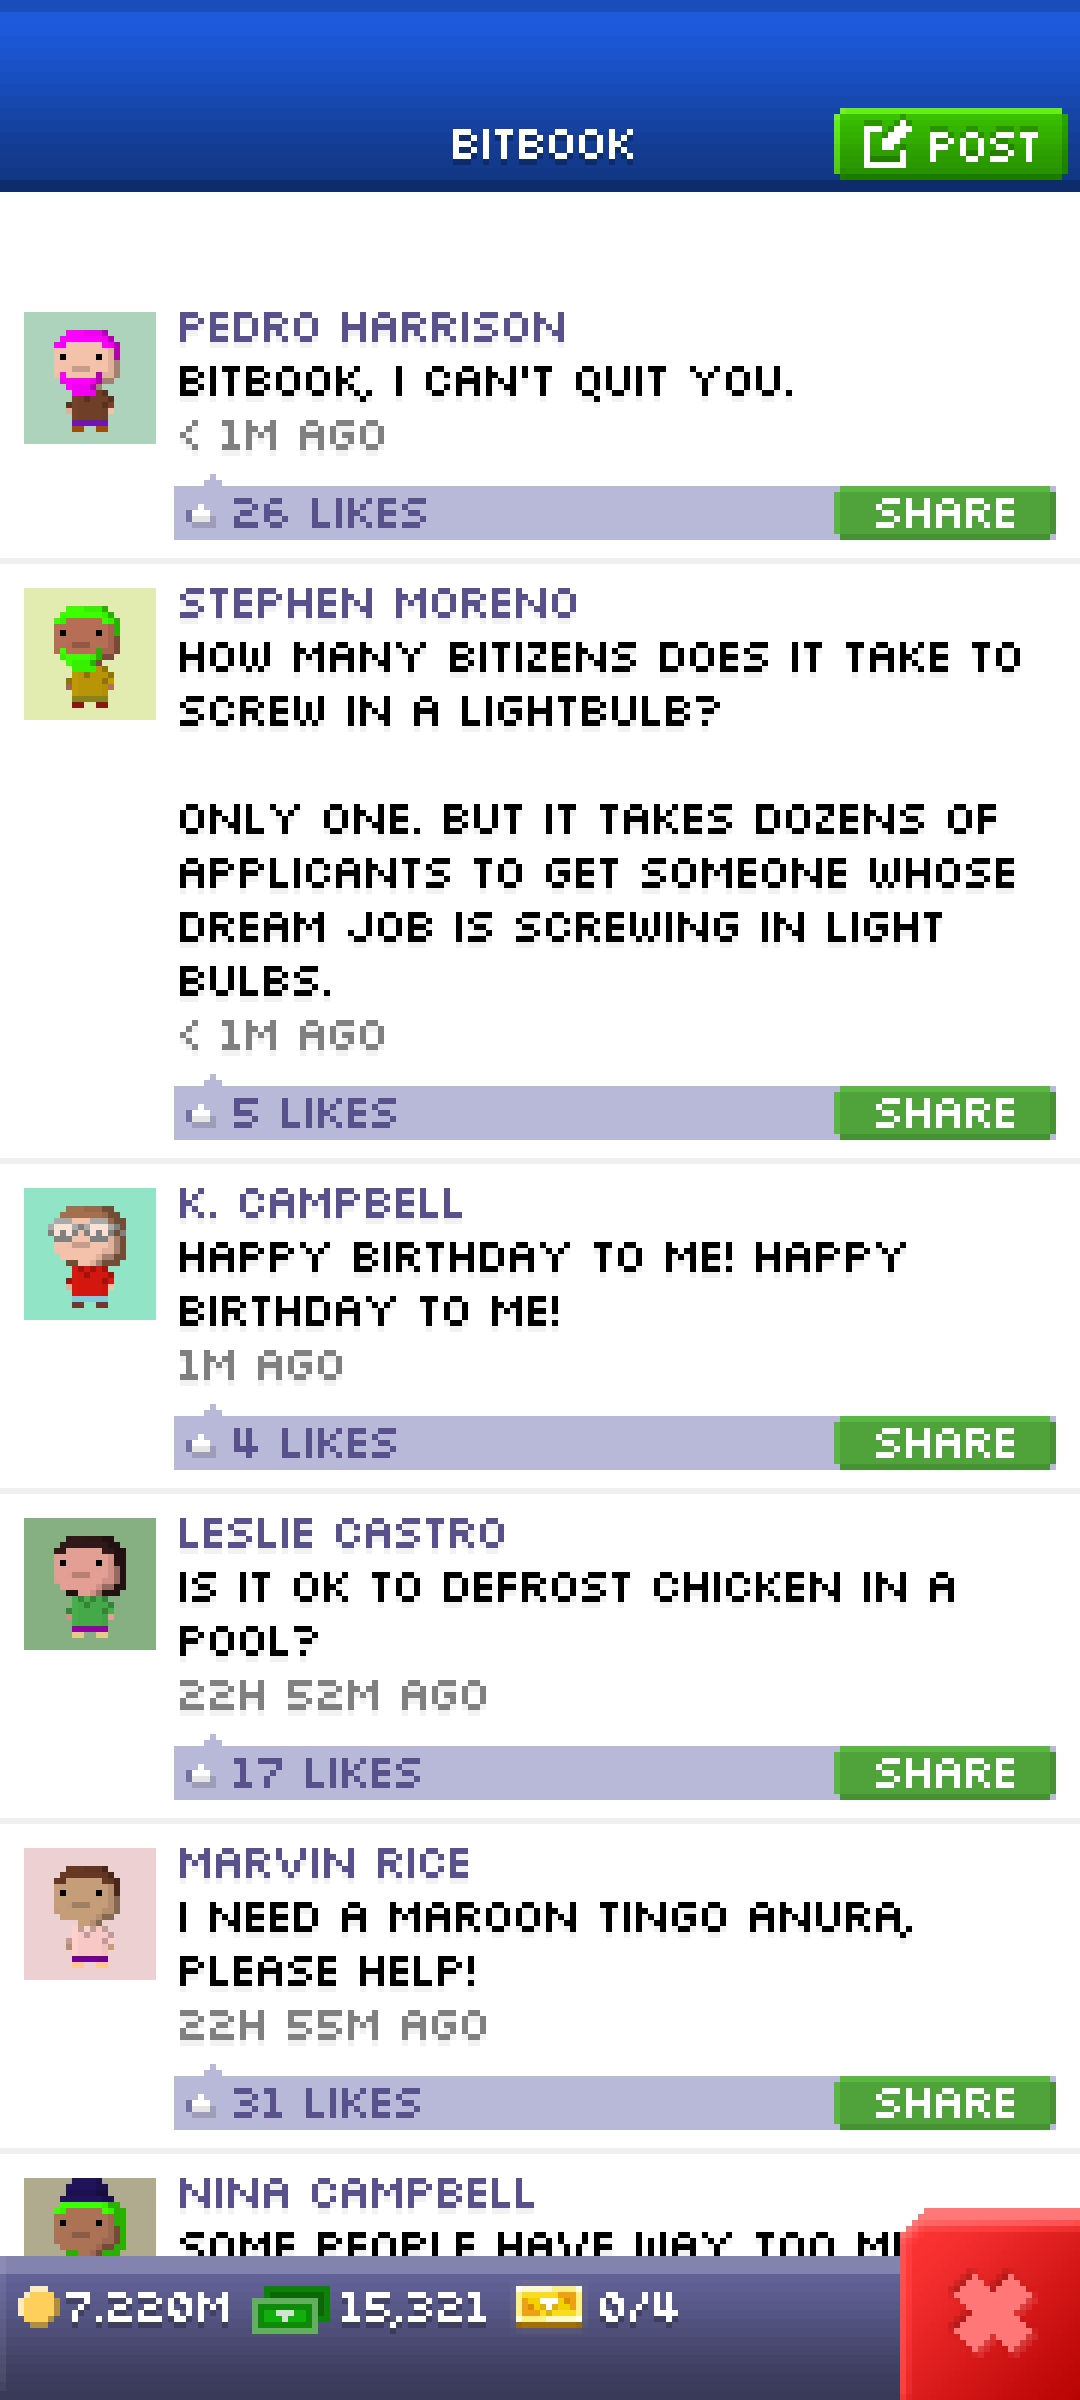 BITBOOK
POST
PEDRO HARRISON
BITBOOK, I CAN'T QUIT YOU.
< 1M AGO
26 LIKES
SHARE
STEPHEN MORENO
HOW MANY BITIZENS DOES IT TAKE TO
SCREW IN A LIGHTBULB?
ONLY ONE. BUT IT TAKES DOZENS OF
APPLICANTS TO GET SOMEONE WHOSE
DREAM JOB IS SCREWING IN LIGHT
BULBS.
< 1M AGO
5 LIKES
SHARE
K. CAMPBELL
HAPPY BIRTHDAY TO ME! HAPPY
BIRTHDAY TO ME!
1M AGO
4 LIKES
SHARE
LESLIE CASTRO
IS IT OK TO DEFROST CHICKEN IN A
POOL?
22H 52M AGO
17 LIKES
SHARE
MARVIN RICE
I NEED A MAROON TINGO ANURA,
PLEASE HELP!
22H 55M AGO
31 LIKES
SHARE
NINA CAMPBELL
SOME PEOPLE HAVE WAY TOO
7.220M 15,321 0/4